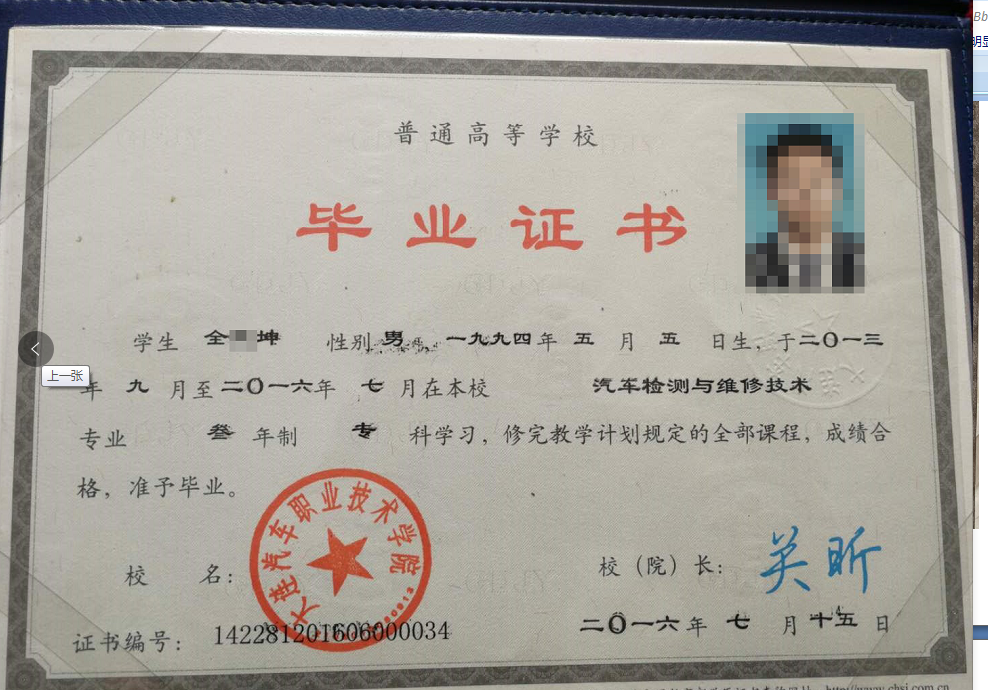 普通高等学校
毕业证书
学生 全 坤 性别 男，一九九四年 五 月 五 日生，于二〇一三
年 九 月至二〇一六年 七 月在本校 汽车检测与维修技术
上一张
专业 叁 年制 专 科学习，修完教学计划规定的全部课程，成绩合
格，准予毕业。
大连汽车职业技术学院
校 名：
校（院）长： 关昕
二〇一六年 七 月十五日
证书编号： 142281201606000034
http://www.chsi.com.cn